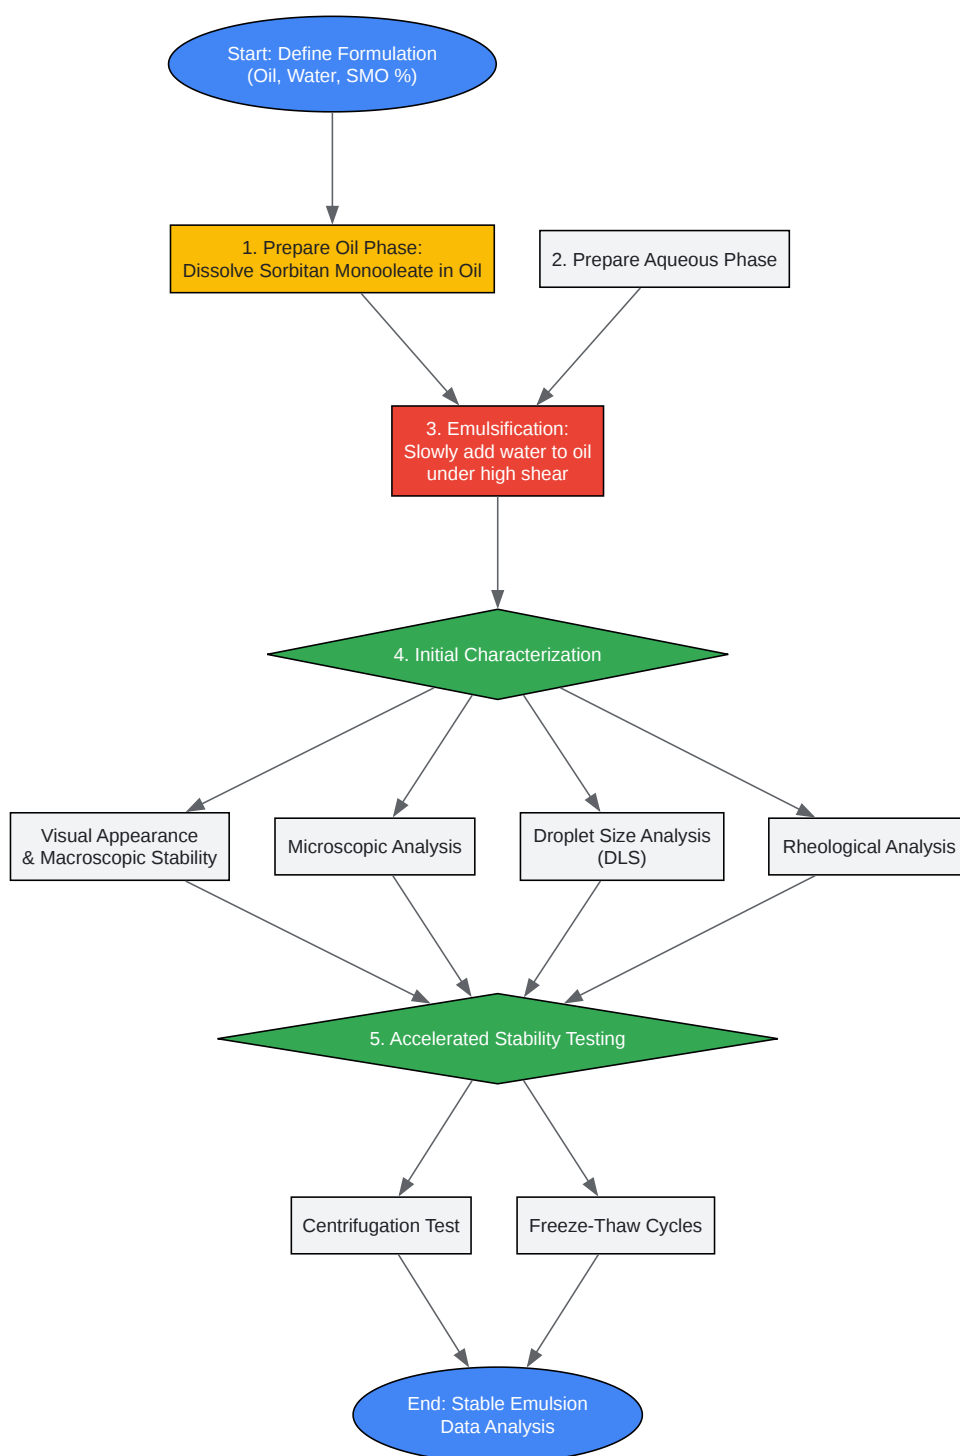 Start: Define Formulation
(Oil, Water, SMO %)
1. Prepare Oil Phase:
Dissolve Sorbitan Monooleate in Oil
2. Prepare Aqueous Phase
3. Emulsification:
Slowly add water to oil
under high shear
4. Initial Characterization
Visual Appearance
& Macroscopic Stability
Microscopic Analysis
Droplet Size Analysis
(DLS)
Rheological Analysis
5. Accelerated Stability Testing
Centrifugation Test
Freeze-Thaw Cycles
End: Stable Emulsion
Data Analysis